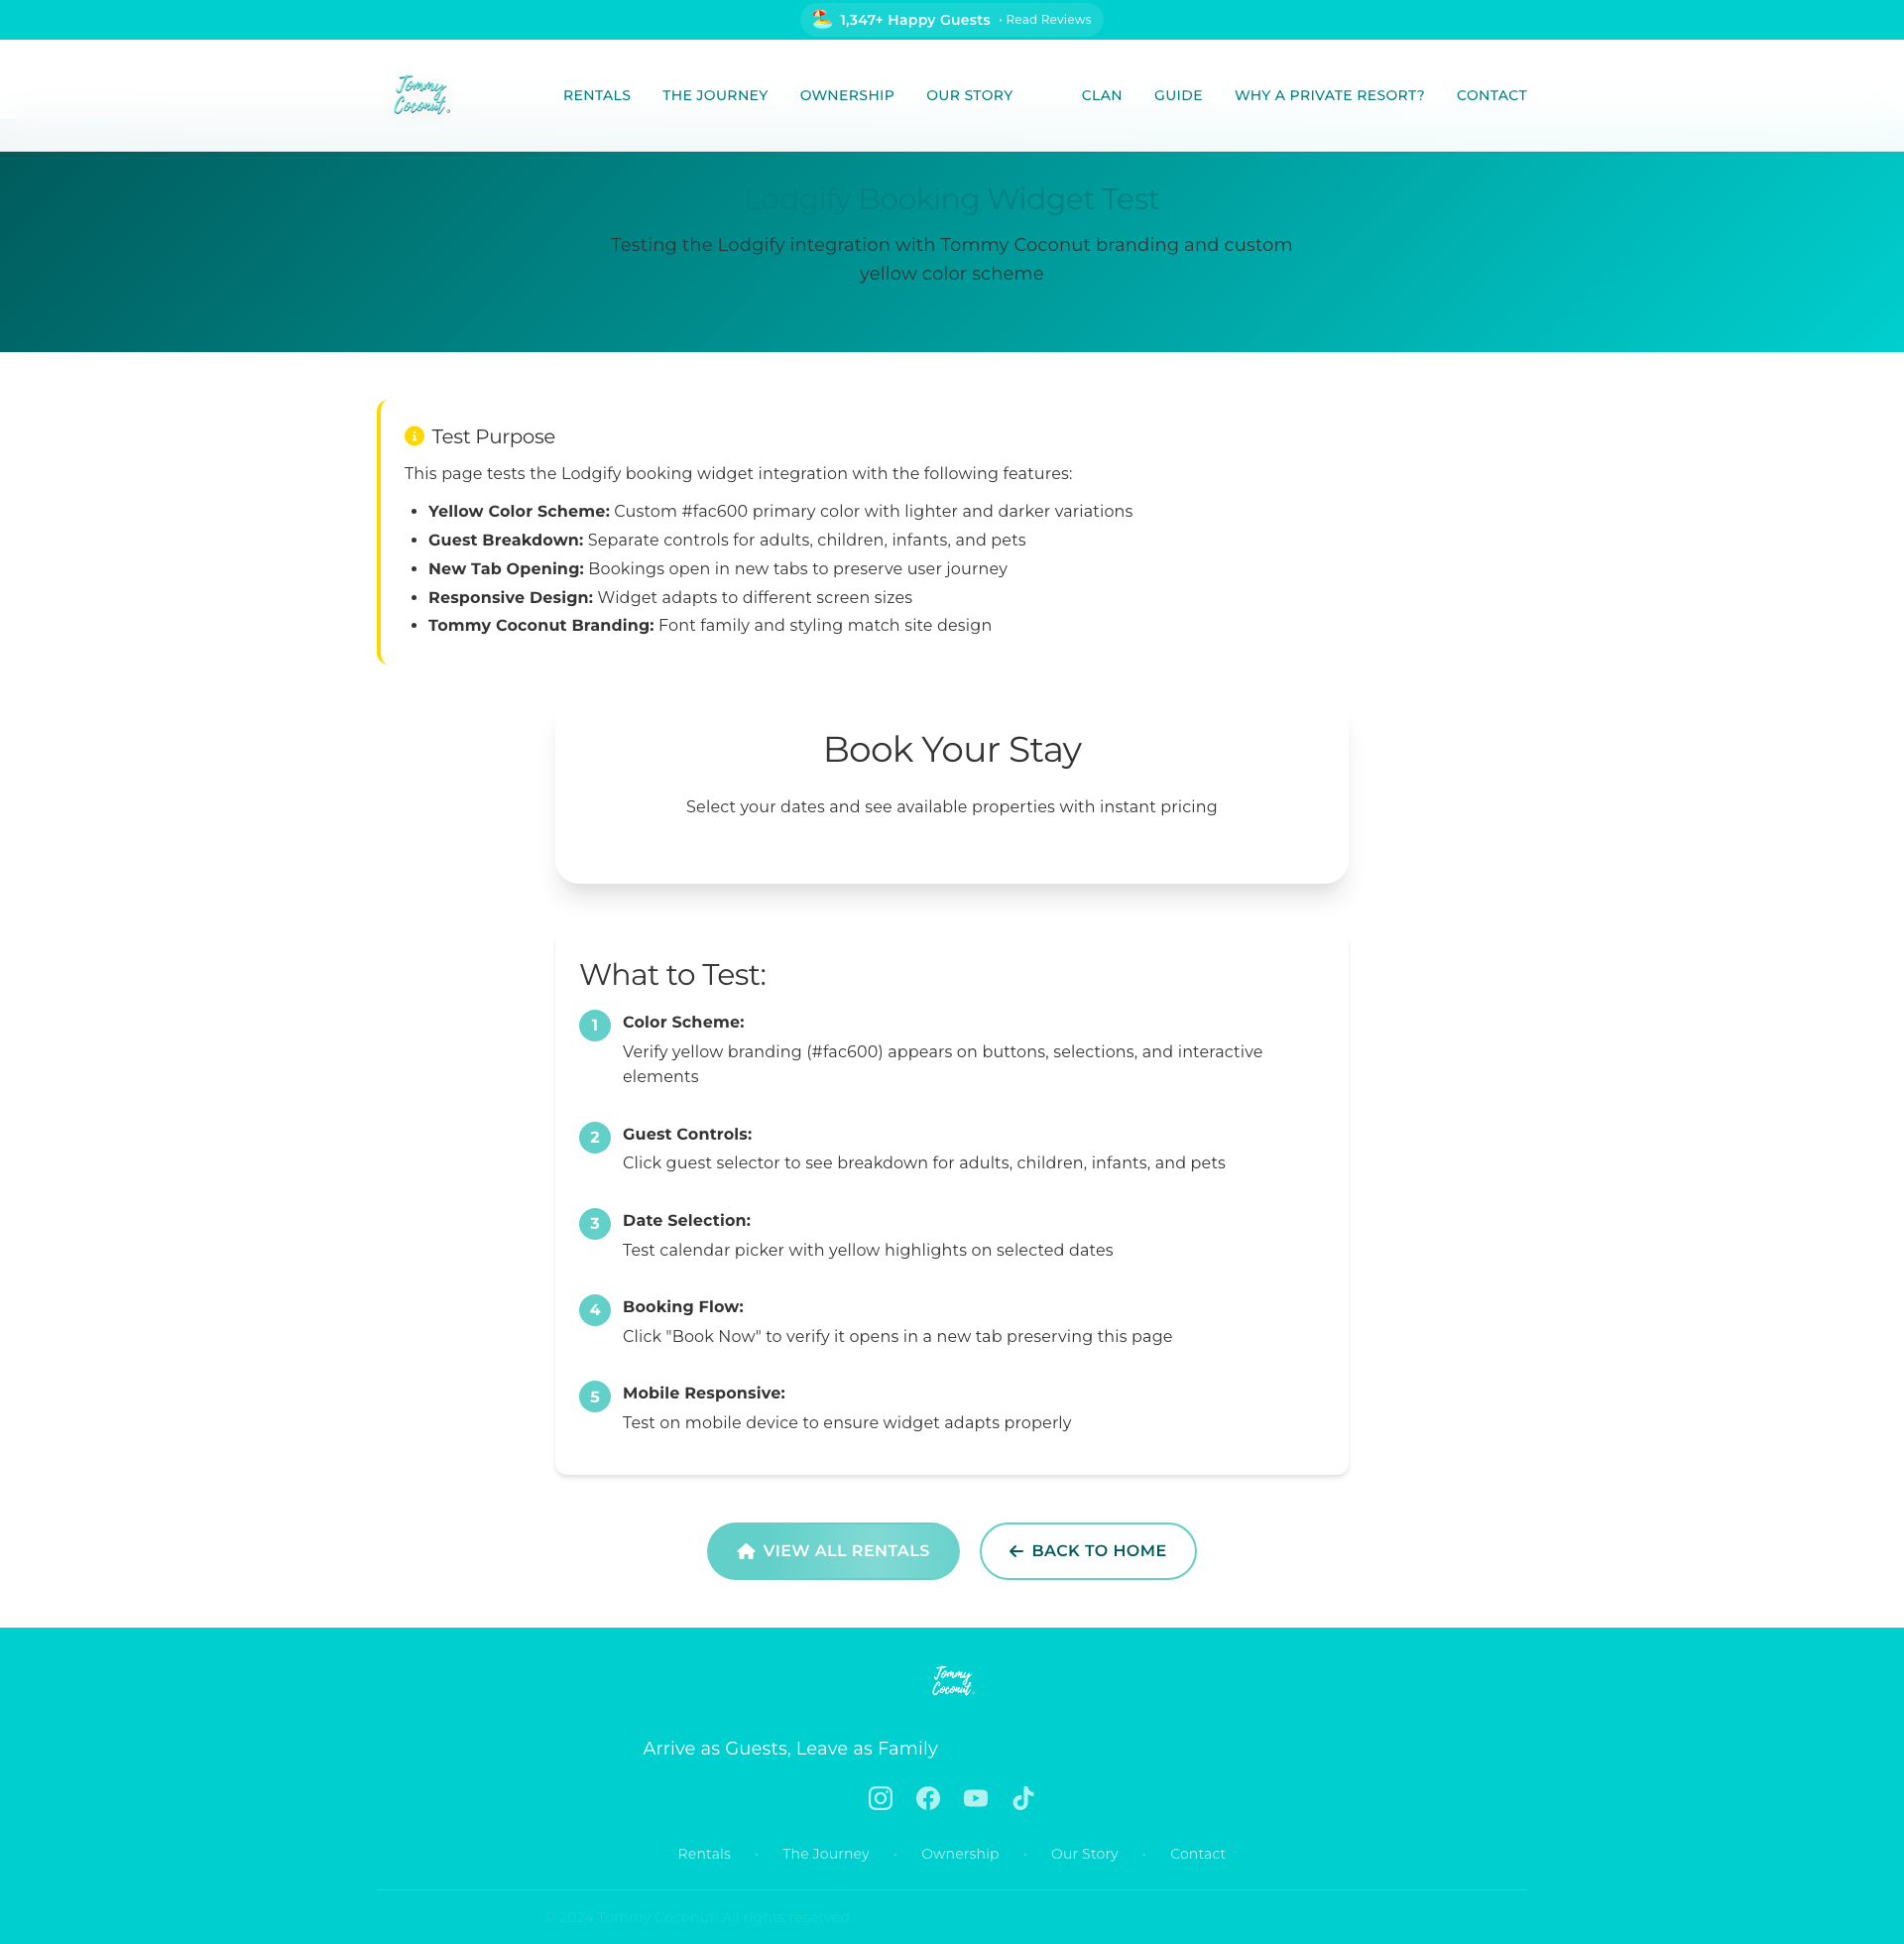 1,347+ Happy Guests • Read Reviews
Tommy
Coconut
RENTALS THE JOURNEY OWNERSHIP OUR STORY CLAN GUIDE WHY A PRIVATE RESORT? CONTACT
Lodgify Booking Widget Test
Testing the Lodgify integration with Tommy Coconut branding and custom
yellow color scheme
Test Purpose
This page tests the Lodgify booking widget integration with the following features:
• Yellow Color Scheme: Custom #fac600 primary color with lighter and darker variations
• Guest Breakdown: Separate controls for adults, children, infants, and pets
• New Tab Opening: Bookings open in new tabs to preserve user journey
• Responsive Design: Widget adapts to different screen sizes
• Tommy Coconut Branding: Font family and styling match site design
Book Your Stay
Select your dates and see available properties with instant pricing
What to Test:
1 Color Scheme:
Verify yellow branding (#fac600) appears on buttons, selections, and interactive
elements
2 Guest Controls:
Click guest selector to see breakdown for adults, children, infants, and pets
3 Date Selection:
Test calendar picker with yellow highlights on selected dates
4 Booking Flow:
Click "Book Now" to verify it opens in a new tab preserving this page
5 Mobile Responsive:
Test on mobile device to ensure widget adapts properly
VIEW ALL RENTALS BACK TO HOME
Tommy
Coconut
Arrive as Guests, Leave as Family
Rentals • The Journey • Ownership • Our Story • Contact
© 2024 Tommy Coconut. All rights reserved.